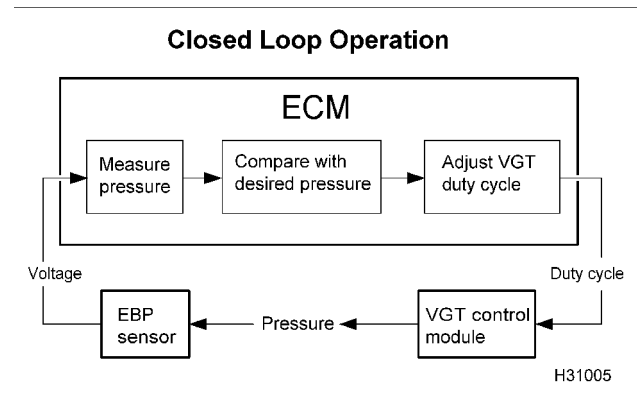 Closed Loop Operation
ECM
Measure
pressure
Compare with
desired pressure
Adjust VGT
duty cycle
Voltage
Duty cycle
EBP
sensor
Pressure
VGT control
module
H31005